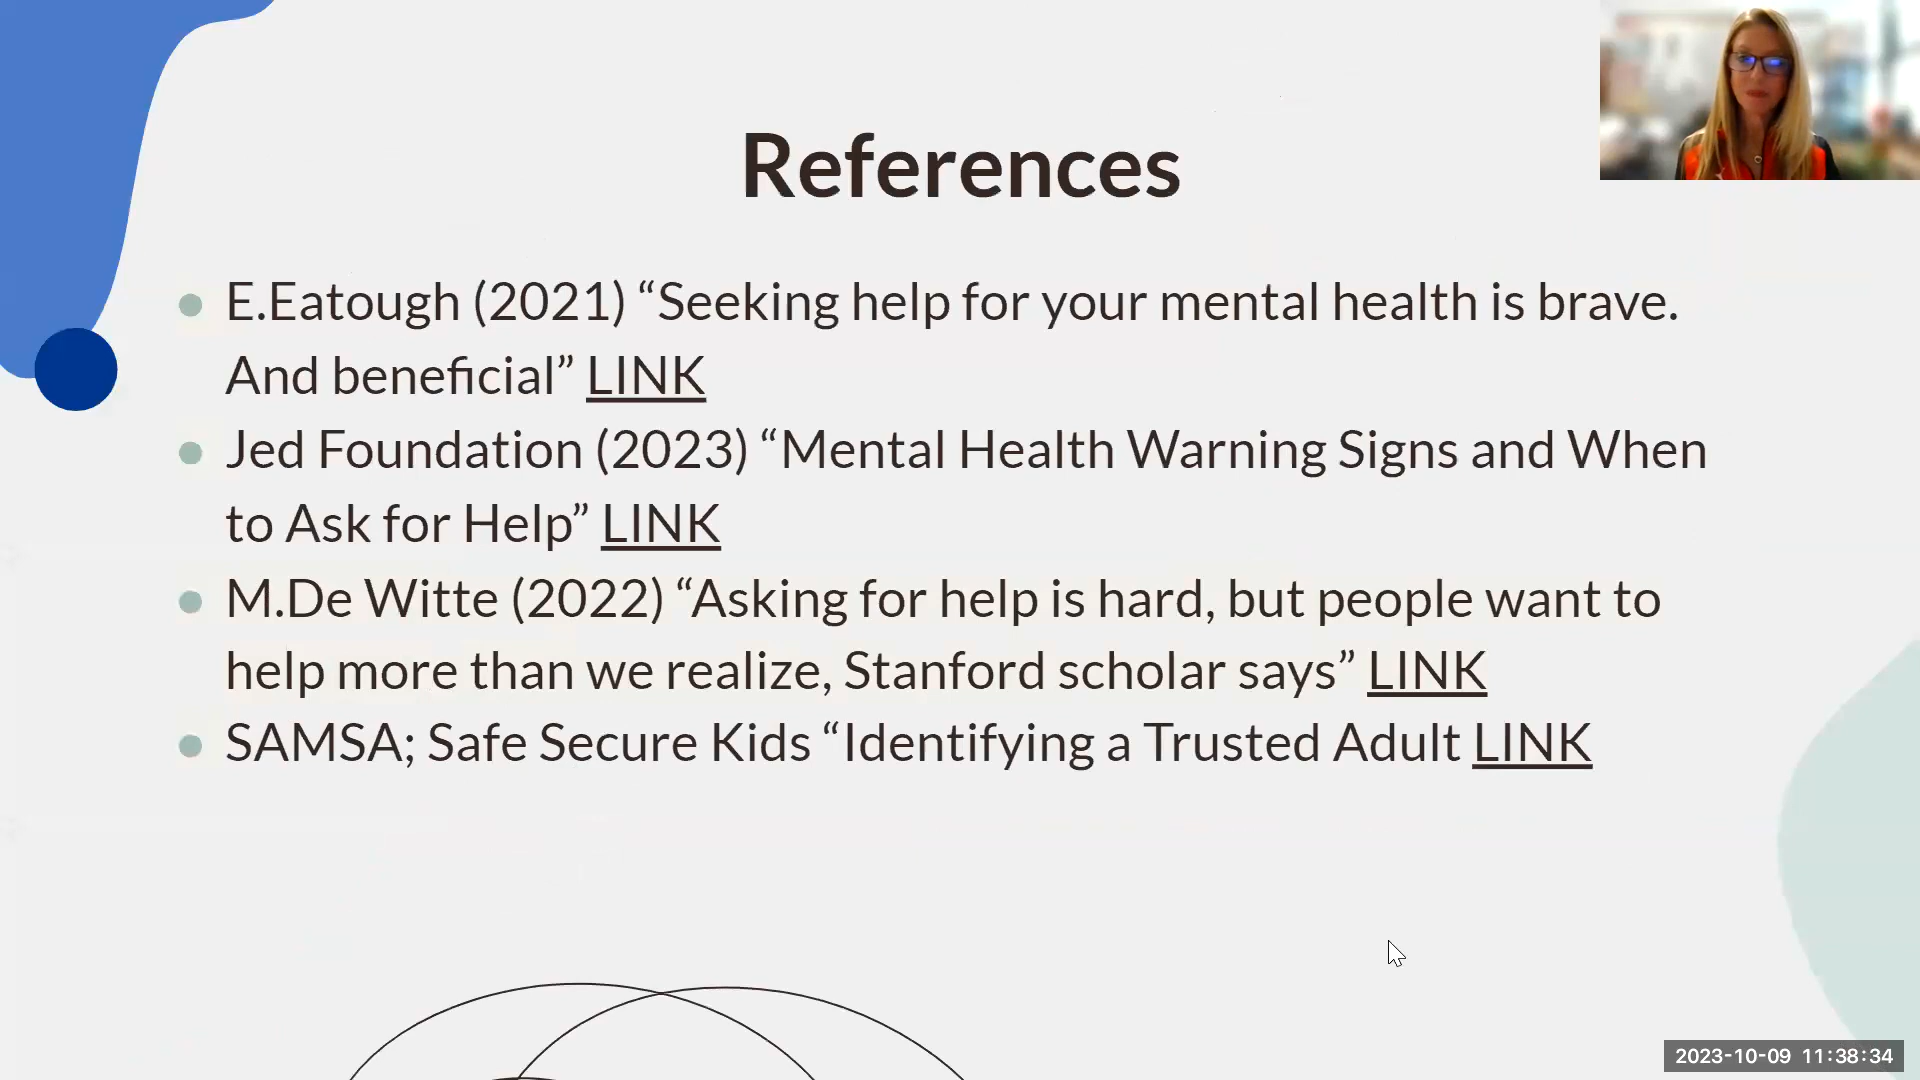 References
E.Eatough (2021) “Seeking help for your mental health is brave.
And beneficial” LINK
Jed Foundation (2023) “Mental Health Warning Signs and When
to Ask for Help” LINK
M.De Witte (2022) “Asking for help is hard, but people want to
help more than we realize, Stanford scholar says” LINK
SAMSA; Safe Secure Kids “Identifying a Trusted Adult LINK
2023-10-09 11:38:34